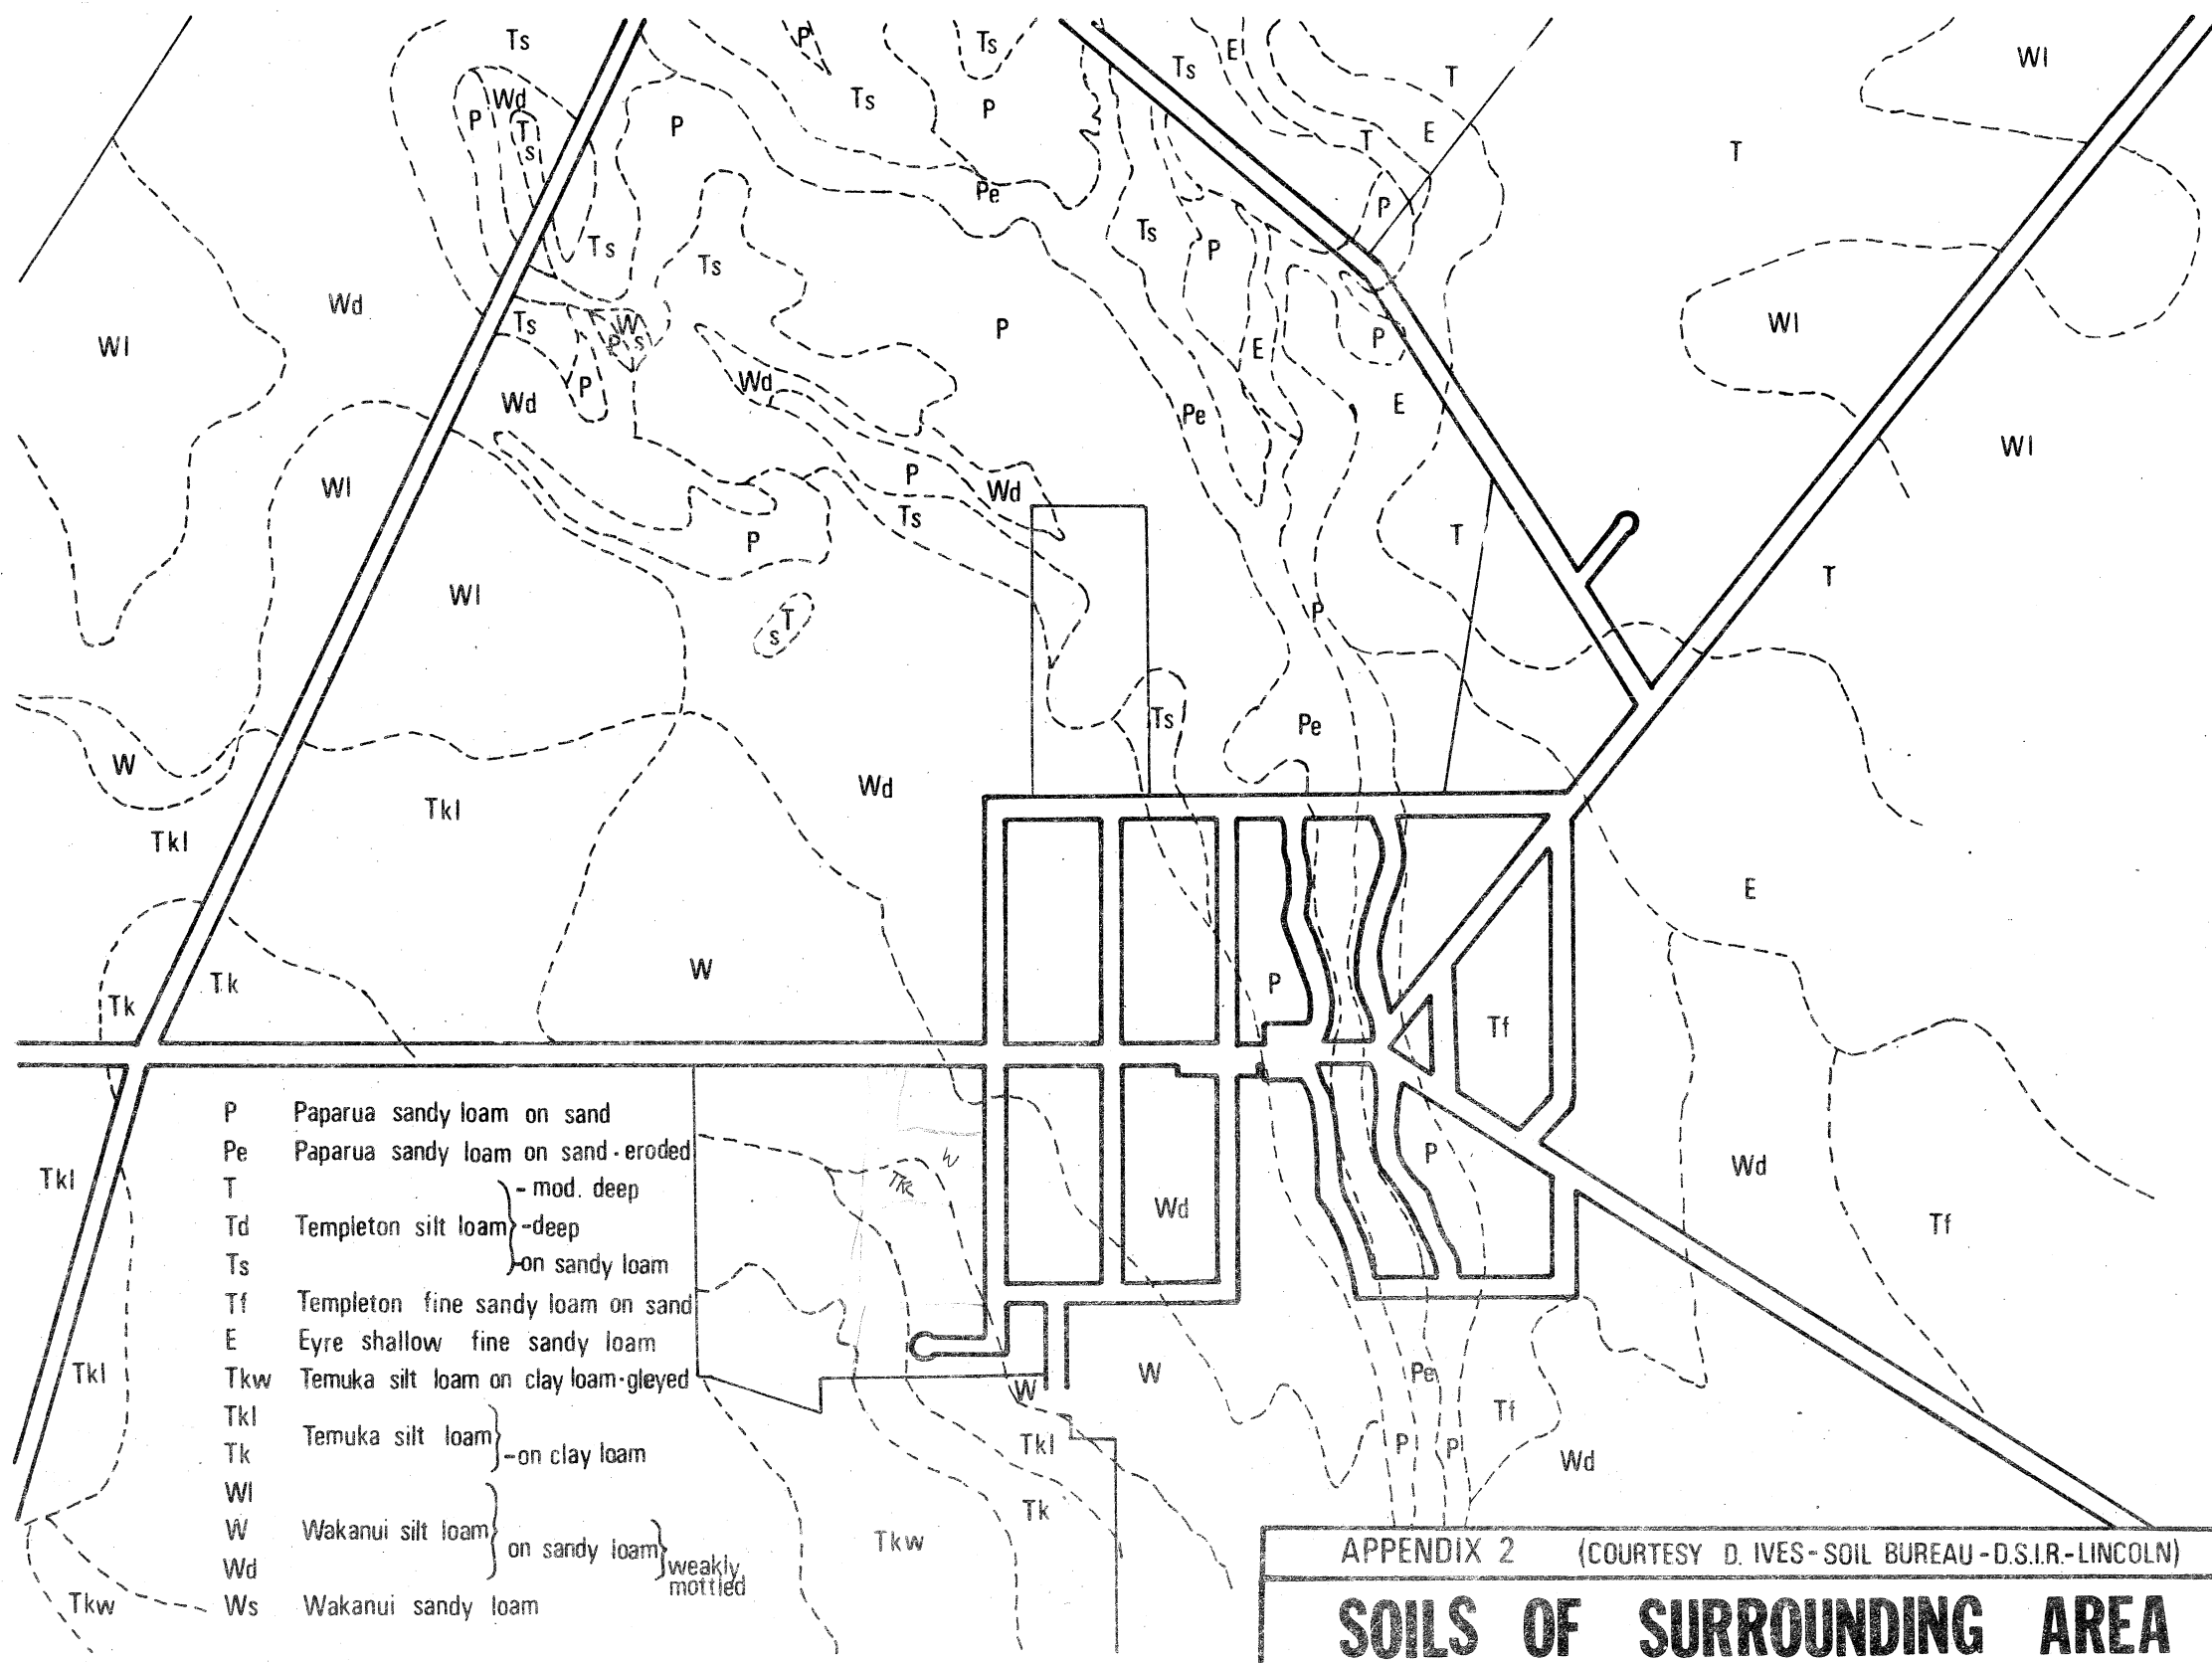 Ts
P
Ts
Ts
E
T
Wl
Wd
P
T
s
P
Ts
P
T
E
T
Pe
P
Ts
Ts
Ts
P
Wd
Wl
Ts
W
P s
P
E
P
Wl
Wd
P
Wd
Pe
E
Wl
Wl
P
Wd
Ts
P
T
T
Wl
T
s
P
Ts
Pe
W
Wd
Tkl
Tkl
E
W
Tk
Tk
P
Tf
P Paparua sandy loam on sand
Pe Paparua sandy loam on sand - eroded
T - mod. deep
Td Templeton silt loam -deep
Ts -on sandy loam
Tf Templeton fine sandy loam on sand
E Eyre shallow fine sandy loam
Tkw Temuka silt loam on clay loam-gleyed
Tkl
Temuka silt loam
Tk -on clay loam
Wl
W Wakanui silt loam
on sandy loam
Wd weakly
mottled
Ws Wakanui sandy loam
Tkl
Tkl
Tkw
W
P
Wd
Wd
Tf
W
W
Pe
Tf
Tkl
P
P
Wd
Tk
Tkw
APPENDIX 2 (COURTESY D. IVES - SOIL BUREAU - D.S.I.R.- LINCOLN)
SOILS OF SURROUNDING AREA